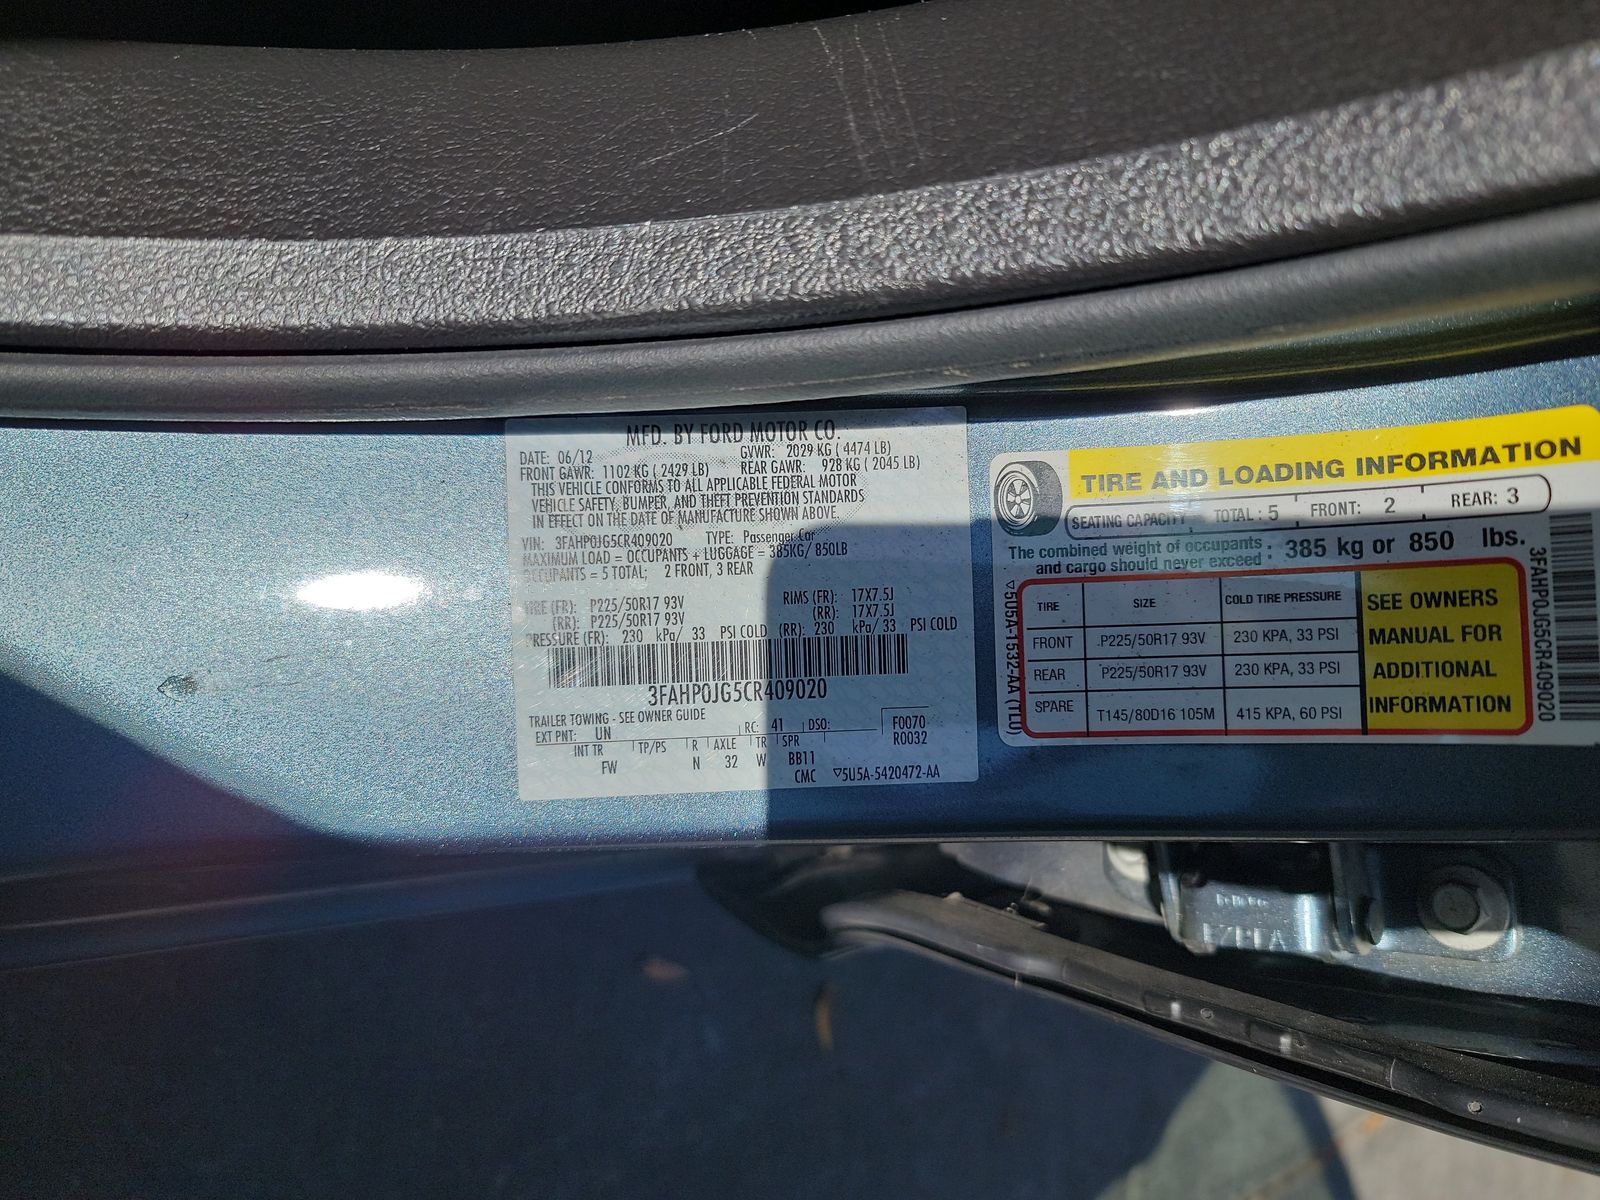 MFD. BY FORD MOTOR CO.
DATE: 06/12 GVWR: 2029 KG ( 4474 LB)
FRONT GAWR: 1102 KG ( 2429 LB) REAR GAWR: 928 KG ( 2045 LB)
THIS VEHICLE CONFORMS TO ALL APPLICABLE FEDERAL MOTOR
VEHICLE SAFETY, BUMPER, AND THEFT PREVENTION STANDARDS
IN EFFECT ON THE DATE OF MANUFACTURE SHOWN ABOVE.
VIN: 3FAHP0JG5CR409020 TYPE: Passenger Car
MAXIMUM LOAD = OCCUPANTS + LUGGAGE = 385KG/ 850LB
OCCUPANTS = 5 TOTAL; 2 FRONT, 3 REAR
TIRE (FR): P225/50R17 93V RIMS (FR): 17X7.5J
(RR): P225/50R17 93V (RR): 17X7.5J
PRESSURE (FR): 230 kPa/ 33 PSI COLD (RR): 230 kPa/ 33 PSI COLD
3FAHP0JG5CR409020
TRAILER TOWING - SEE OWNER GUIDE
EXT PNT: UN RC: 41 DSO: F0070
R0032
INT TR TP/PS R AXLE TR SPR
FW N 32 W BB11
CMC ▽5U5A-5420472-AA
TIRE AND LOADING INFORMATION
SEATING CAPACITY TOTAL : 5 FRONT: 2 REAR: 3
The combined weight of occupants and cargo should never exceed : 385 kg or 850 lbs.
TIRE SIZE COLD TIRE PRESSURE
FRONT P225/50R17 93V 230 KPA, 33 PSI
REAR P225/50R17 93V 230 KPA, 33 PSI
SPARE T145/80D16 105M 415 KPA, 60 PSI
SEE OWNERS
MANUAL FOR
ADDITIONAL
INFORMATION
▽5U5A-1532-AA (TLU)
3FAHP0JG5CR409020